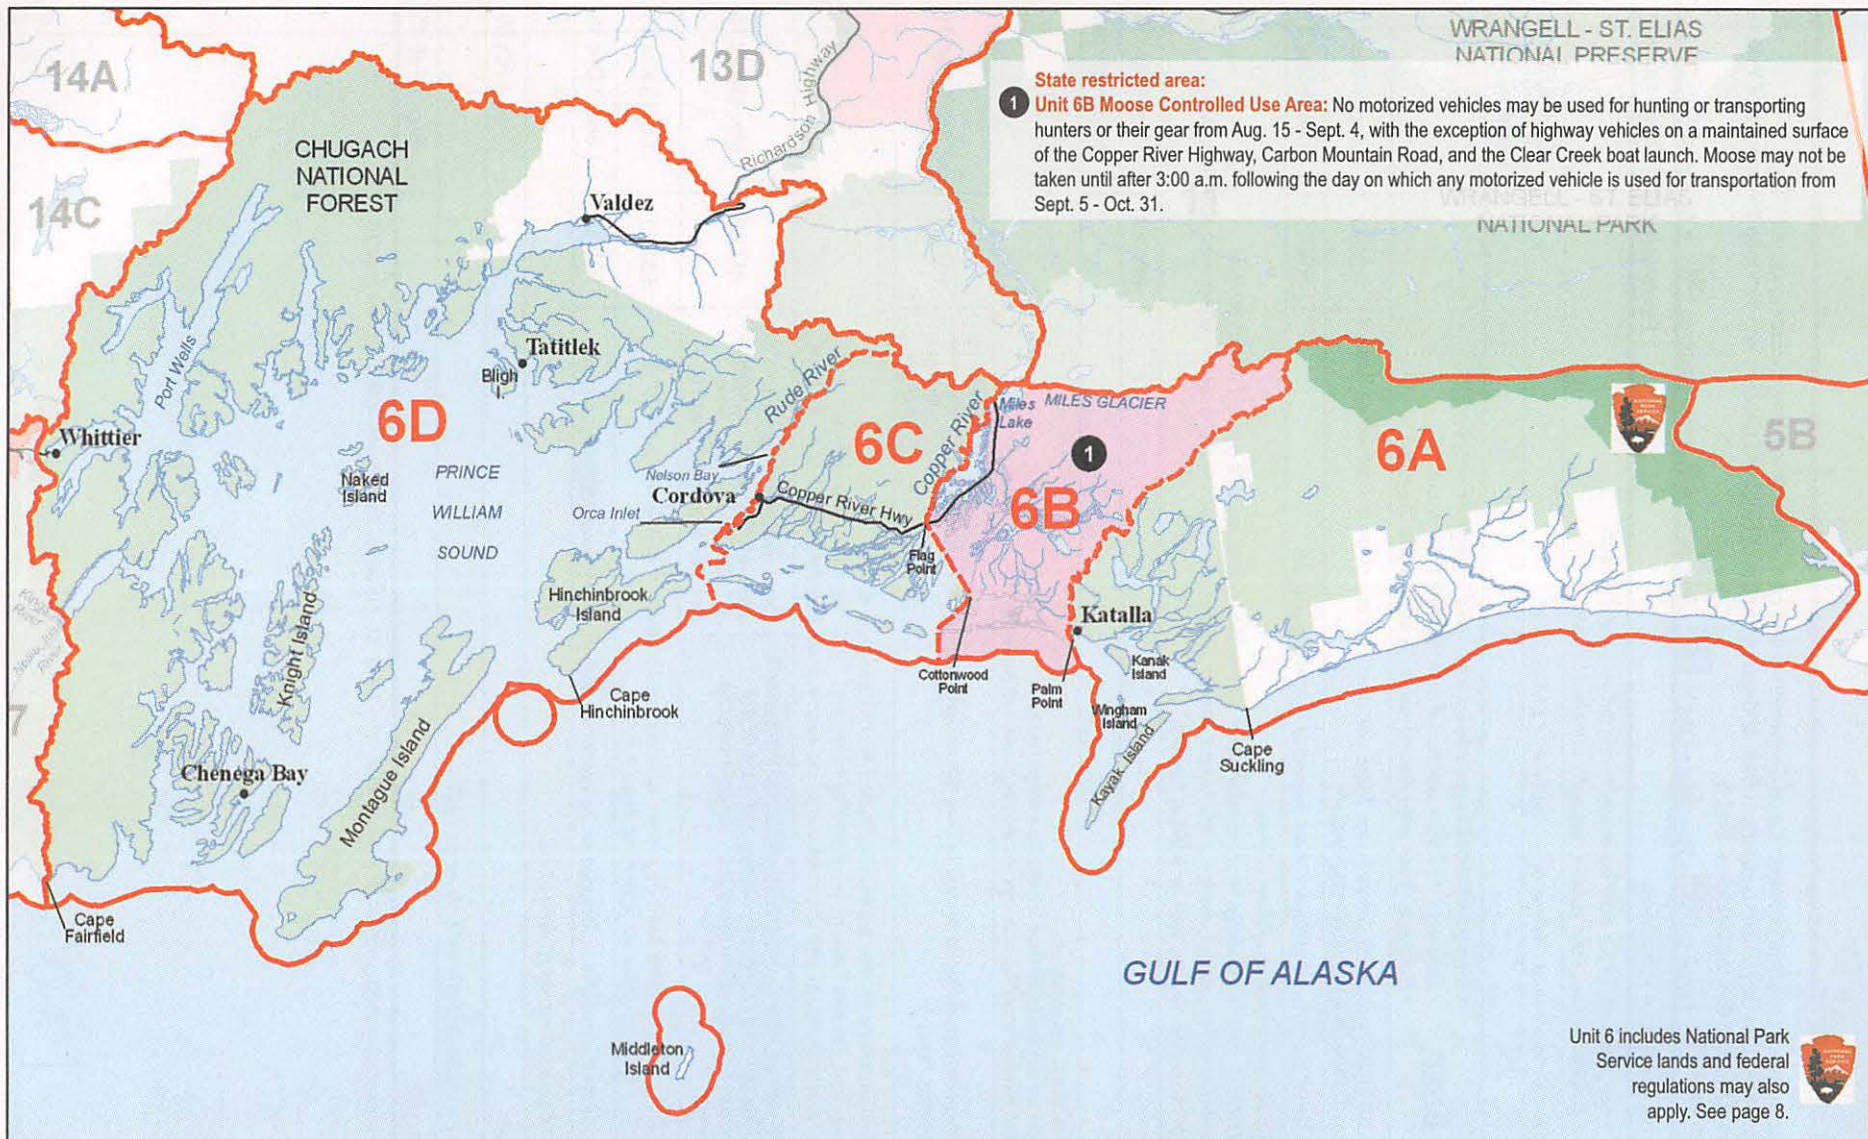 WRANGELL - ST. ELIAS
NATIONAL PRESERVE
14A
13D
Richardson Highway
State restricted area:
1 Unit 6B Moose Controlled Use Area: No motorized vehicles may be used for hunting or transporting
hunters or their gear from Aug. 15 - Sept. 4, with the exception of highway vehicles on a maintained surface
of the Copper River Highway, Carbon Mountain Road, and the Clear Creek boat launch. Moose may not be
taken until after 3:00 a.m. following the day on which any motorized vehicle is used for transportation from
Sept. 5 - Oct. 31.
WRANGELL - ST. ELIAS
NATIONAL PARK
CHUGACH
NATIONAL
FOREST
14C
Valdez
Port Wells
Tatitlek
Bligh
I
Rude River
6D
6C
Copper River
Miles
Lake
MILES GLACIER
1
6B
6A
5B
Whittier
Naked
Island
PRINCE
WILLIAM
SOUND
Nelson Bay
Cordova
Orca Inlet
Copper River Hwy
Flag
Point
Hinchinbrook
Island
Knight Island
Katalla
Kanak
Island
Cottonwood
Point
Palm
Point
Wingham
Island
Cape
Hinchinbrook
Kayak Island
Cape
Suckling
7
Chenega Bay
Montague Island
Cape
Fairfield
GULF OF ALASKA
Middleton
Island
Unit 6 includes National Park
Service lands and federal
regulations may also
apply. See page 8.